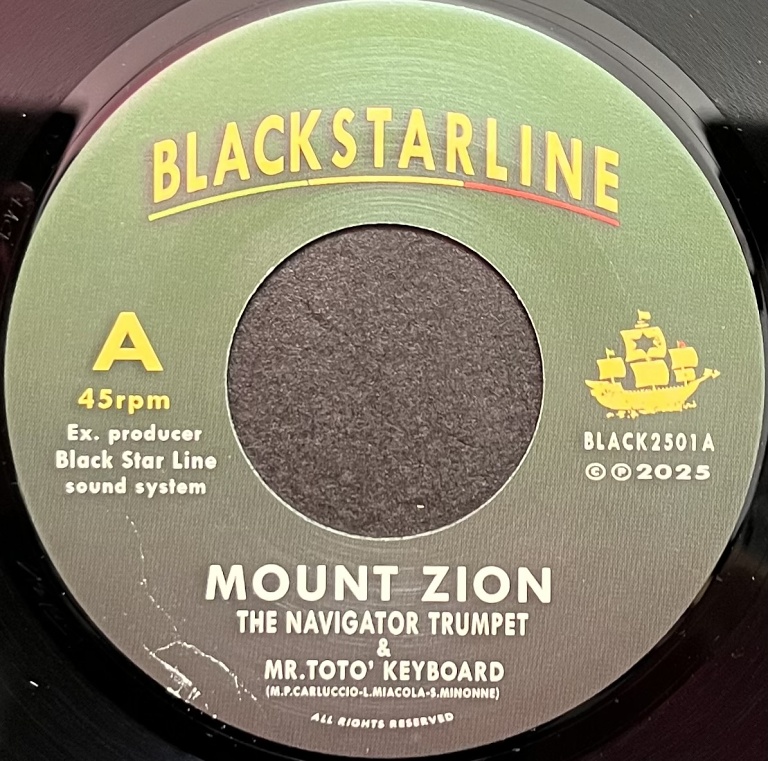 BLACKSTARLINE
A
45rpm
Ex. producer
Black Star Line
sound system
BLACK2501A
©℗2025
MOUNT ZION
THE NAVIGATOR TRUMPET
&
MR.TOTO' KEYBOARD
(M.P.CARLUCCIO-L.MIACOLA-S.MINONNE)
ALL RIGHTS RESERVED